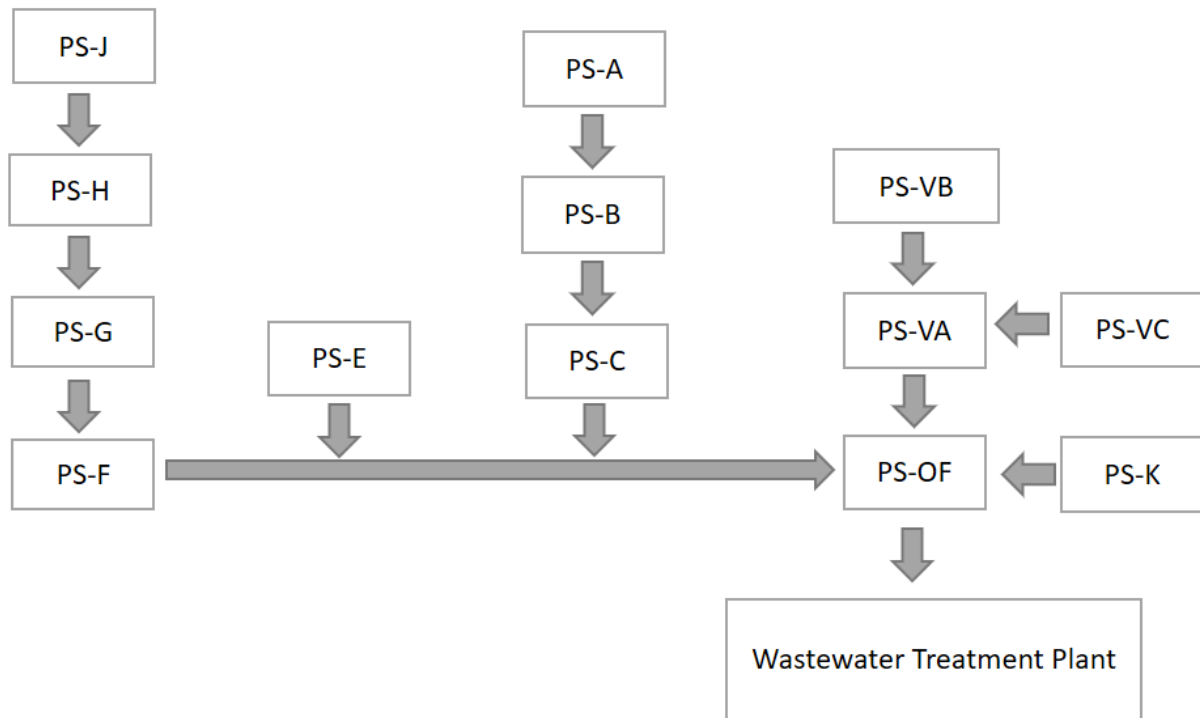 PS-J
PS-A
PS-H
PS-B
PS-VB
PS-G
PS-E
PS-C
PS-VA
PS-VC
PS-F
PS-OF
PS-K
Wastewater Treatment Plant